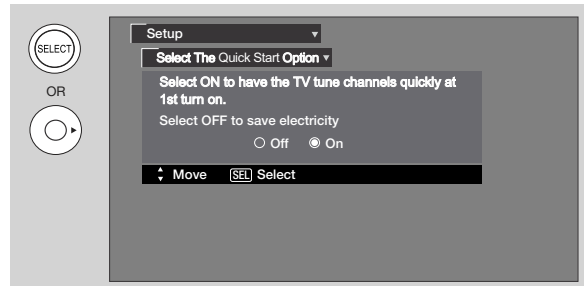 SELECT
OR
Setup
Select The Quick Start Option
Select ON to have the TV tune channels quickly at
1st turn on.
Select OFF to save electricity
Off On
Move SEL Select